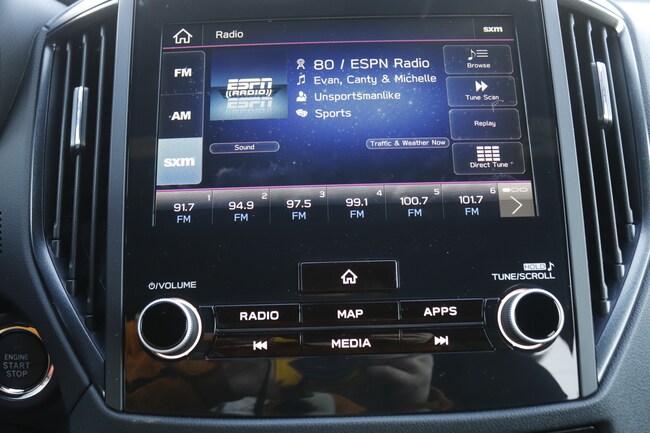 Radio
sxm
FM
AM
sxm
ESPN
RADIO
80 / ESPN Radio
Evan, Canty & Michelle
Unsportsmanlike
Sports
Sound
Traffic & Weather Now
Browse
Tune Scan
Replay
Direct Tune
1
91.7
FM
2
94.9
FM
3
97.5
FM
4
99.1
FM
5
100.7
FM
6
101.7
FM
/VOLUME
HOLD
TUNE/SCROLL
RADIO
MAP
APPS
MEDIA
ENGINE
START
STOP